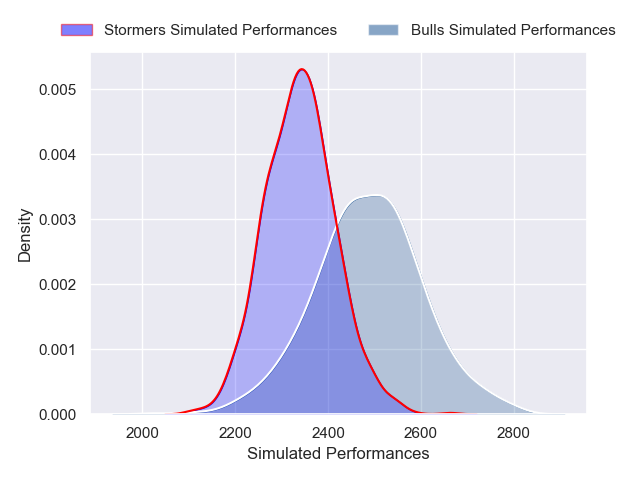 Stormers Simulated Performances Bulls Simulated Performances
0.005
0.004
0.003
0.002
0.001
0.000
Density
2000 2200 2400 2600 2800
Simulated Performances